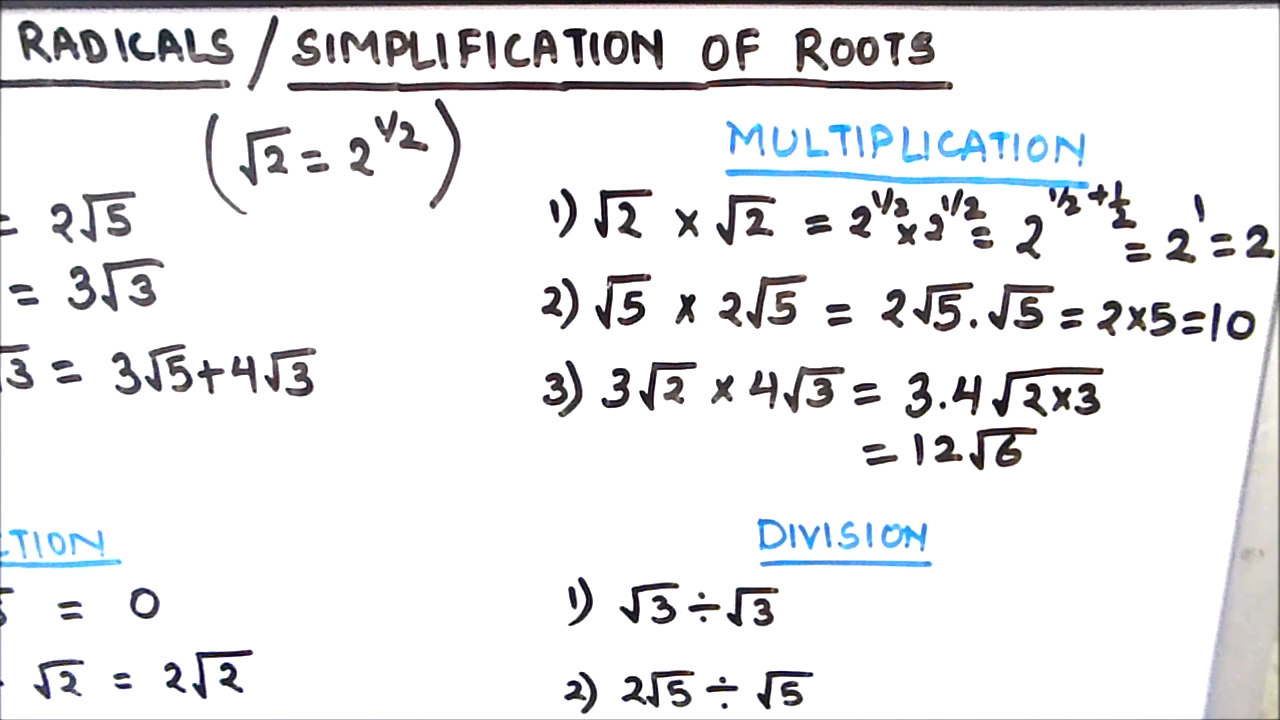 RADICALS / SIMPLIFICATION OF ROOTS
(√2 = 2^1/2)
= 2√5
= 3√3
√3 = 3√5+4√3
MULTIPLICATION
1) √2 × √2 = 2^1/2 × 2^1/2 = 2^1/2+1/2 = 2^1 = 2
2) √5 × 2√5 = 2√5.√5 = 2×5=10
3) 3√2 × 4√3 = 3.4√2×3
= 12√6
CTION
= 0
√2 = 2√2
DIVISION
1) √3 ÷ √3
2) 2√5 ÷ √5